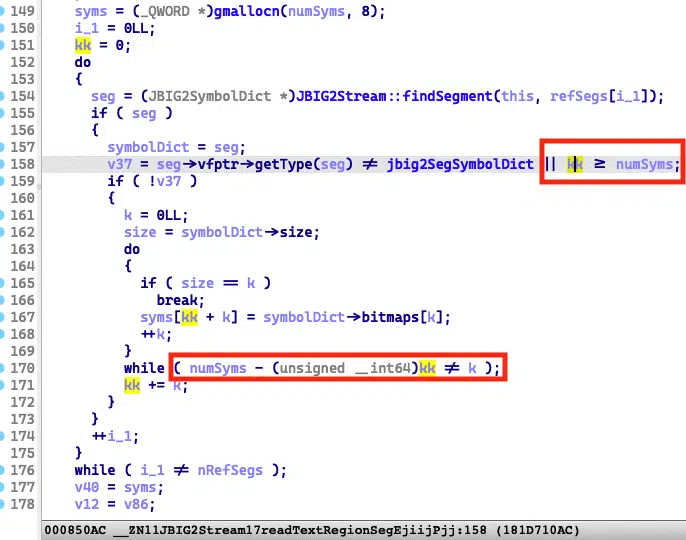 149 syms = (_QWORD *)gmallocn(numSyms, 8);
150 i_1 = 0LL;
151 kk = 0;
152 do
153 {
154 seg = (JBIG2SymbolDict *)JBIG2Stream::findSegment(this, refSegs[i_1]);
155 if ( seg )
156 {
157 symbolDict = seg;
158 v37 = seg→vfptr→getType(seg) ≠ jbig2SegSymbolDict || kk ≥ numSyms;
159 if ( !v37 )
160 {
161 k = 0LL;
162 size = symbolDict→size;
163 do
164 {
165 if ( size == k )
166 break;
167 syms[kk + k] = symbolDict→bitmaps[k];
168 ++k;
169 }
170 while ( numSyms - (unsigned __int64)kk ≠ k );
171 kk += k;
172 }
173 }
174 ++i_1;
175 }
176 while ( i_1 ≠ nRefSegs );
177 v40 = syms;
178 v12 = v86;
000850AC __ZN11JBIG2Stream17readTextRegionSegEjiijPjj:158 (181D710AC)